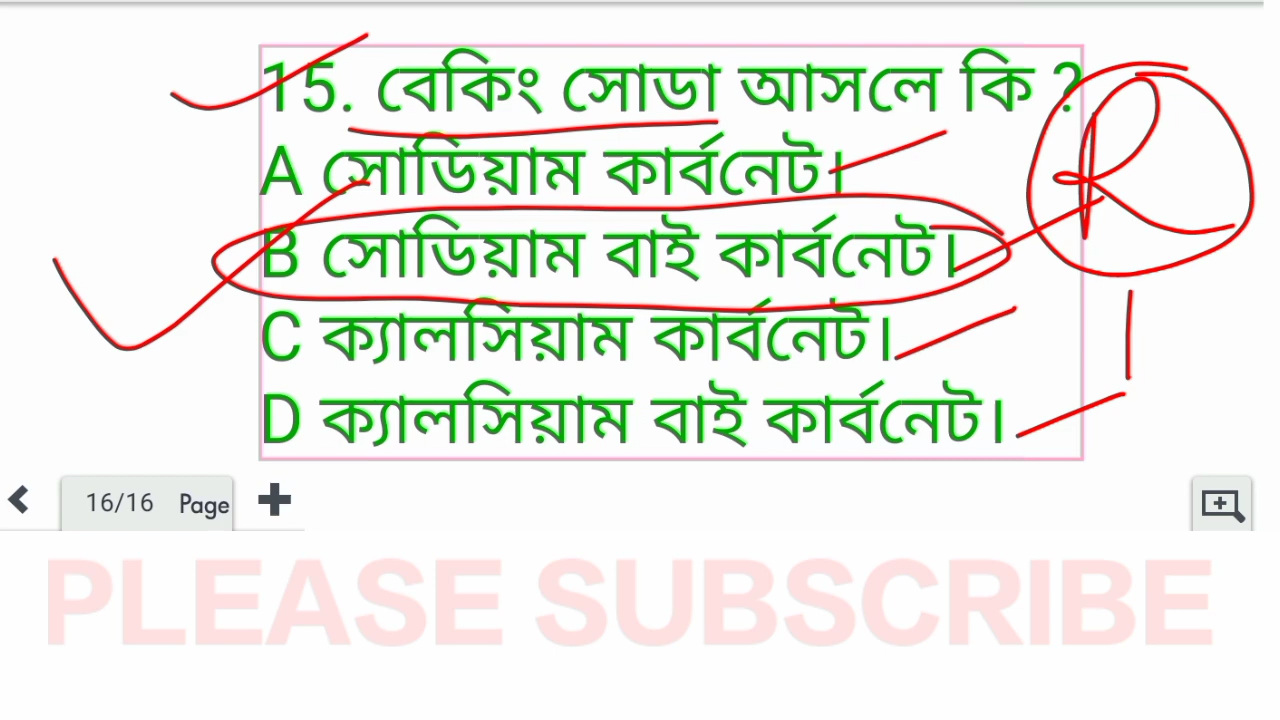 15. বেকিং সোডা আসলে কি ?
A সোডিয়াম কার্বনেট।
B সোডিয়াম বাই কার্বনেট।
C ক্যালসিয়াম কার্বনেট।
D ক্যালসিয়াম বাই কার্বনেট।
R
16/16 Page
PLEASE SUBSCRIBE